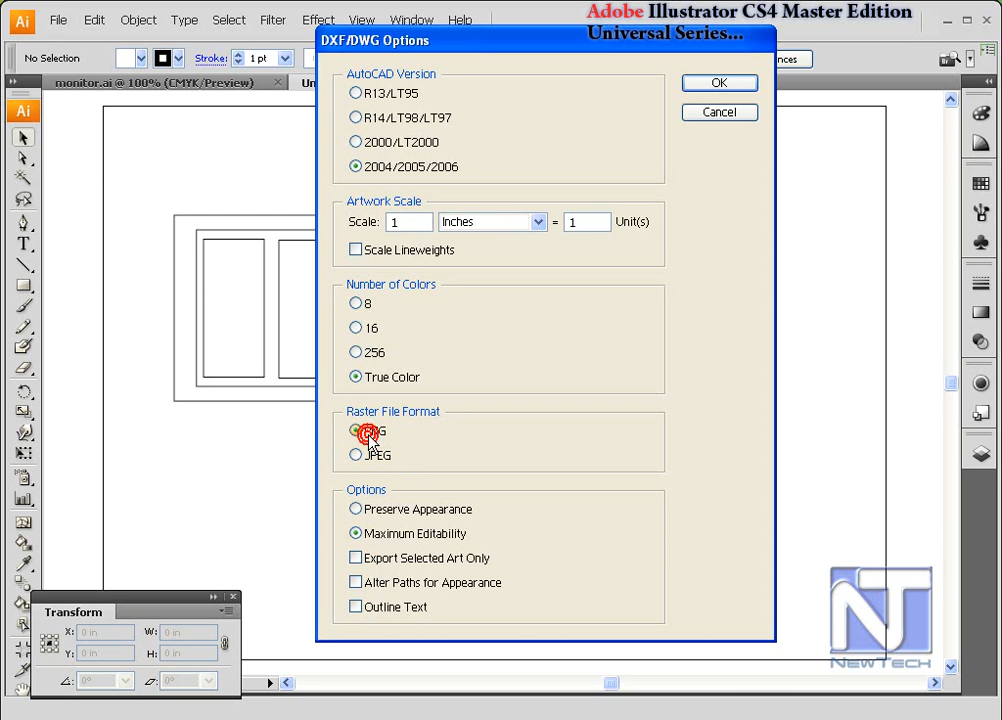 Adobe Illustrator CS4 Master Edition
Universal Series...
Ai File Edit Object Type Select Filter Effect View Window Help
No Selection Stroke: 1 pt
monitor.ai @ 100% (CMYK/Preview) × Un
Ai
T
DXF/DWG Options
AutoCAD Version
R13/LT95
R14/LT98/LT97
2000/LT2000
2004/2005/2006
OK
Cancel
Artwork Scale
Scale: 1 Inches = 1 Unit(s)
Scale Lineweights
Number of Colors
8
16
256
True Color
Raster File Format
JPEG
Options
Preserve Appearance
Maximum Editability
Export Selected Art Only
Alter Paths for Appearance
Outline Text
Transform
X: 0 in W: 0 in
Y: 0 in H: 0 in
0° 0°
NT
NEWTECH